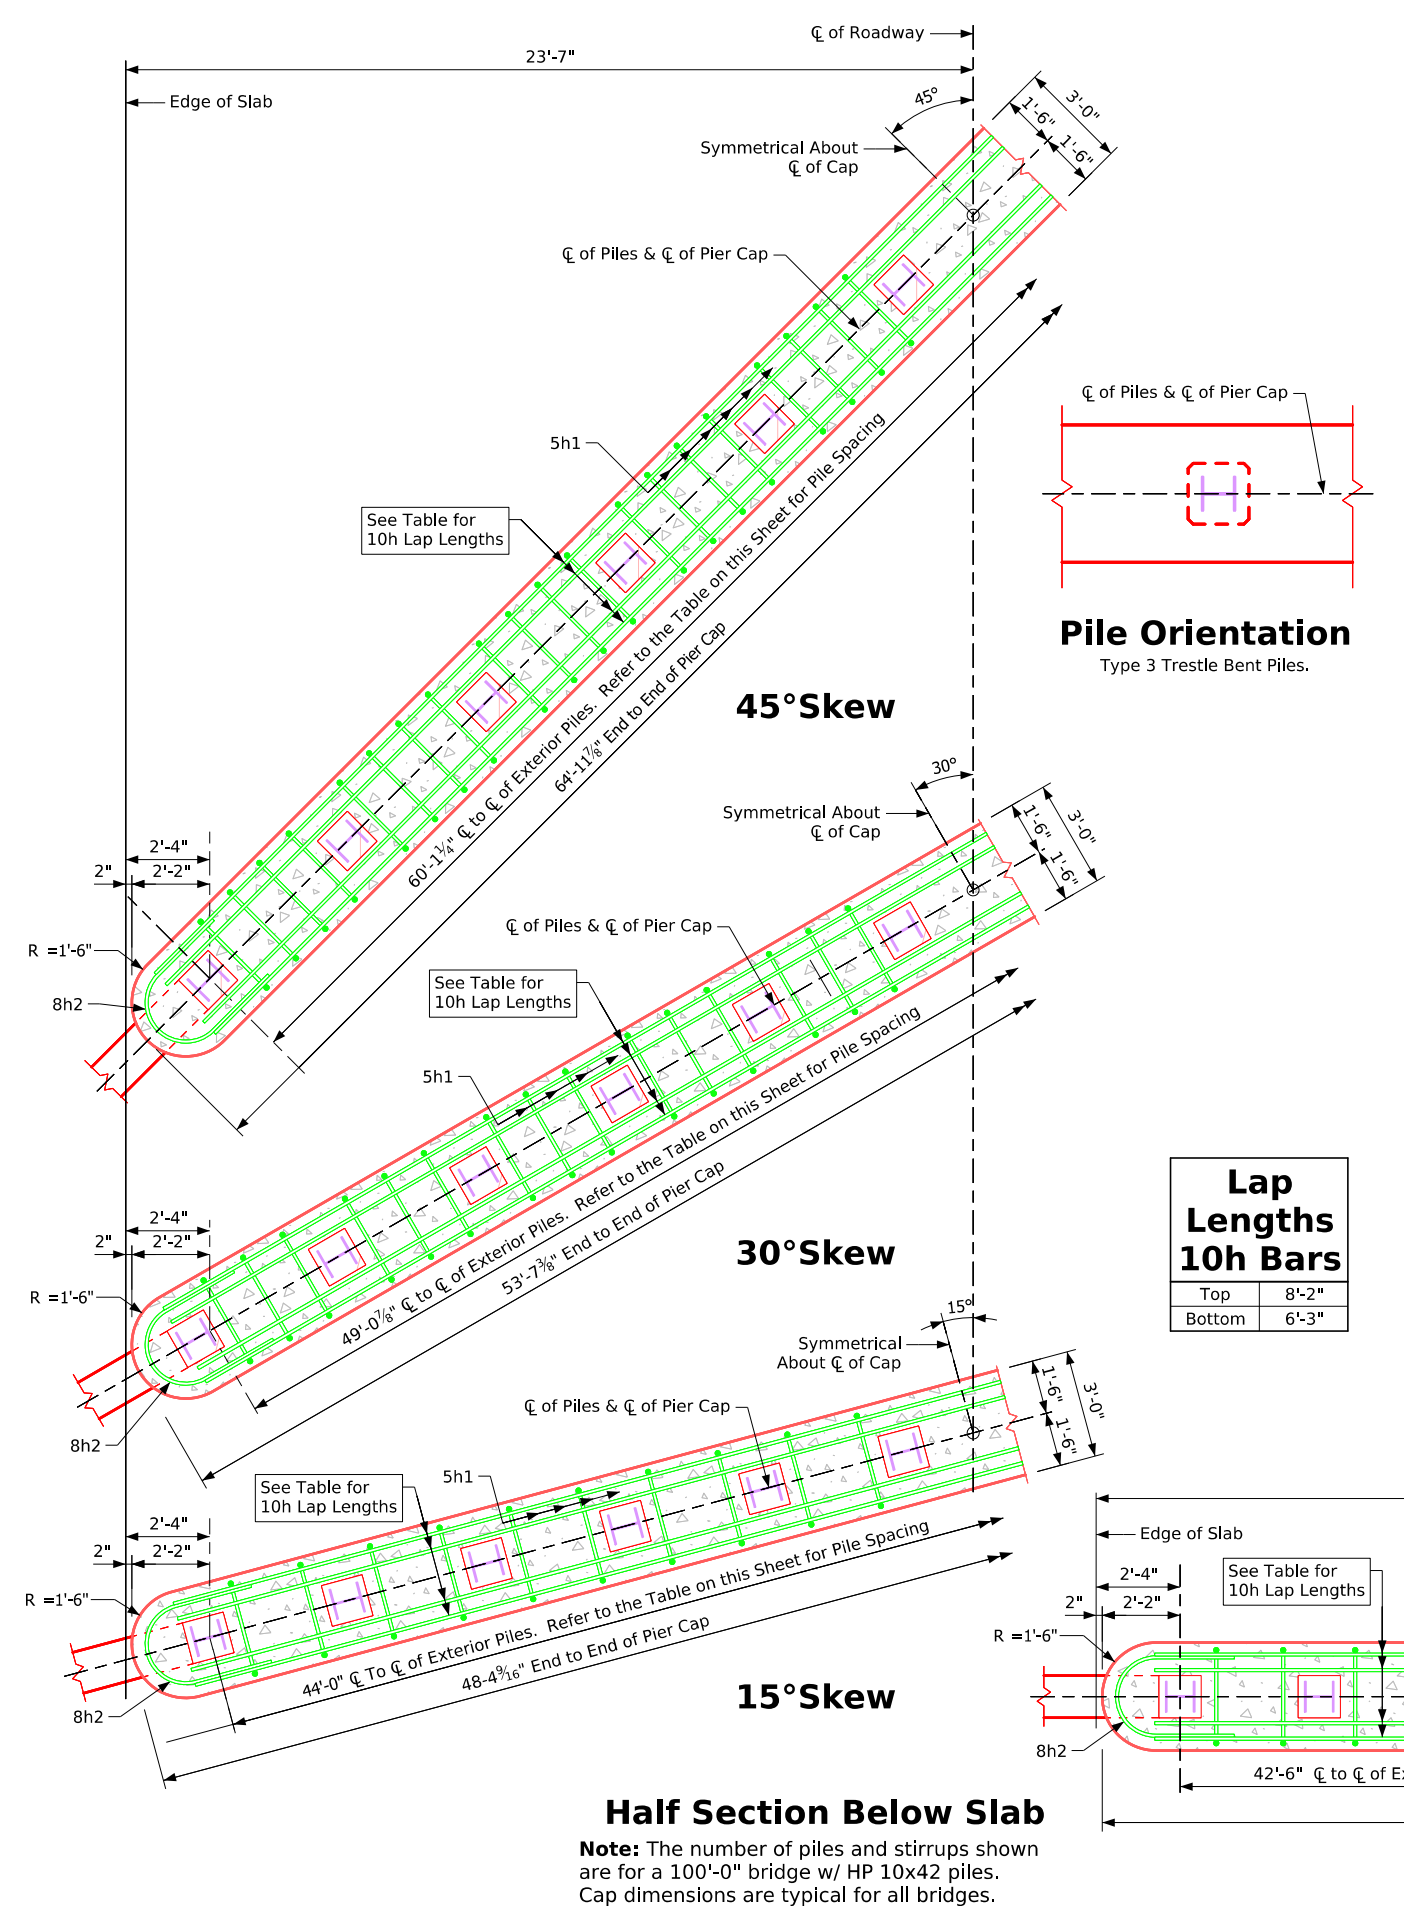 ℄ of Roadway
23'-7"
Edge of Slab
45°
3'-0"
1'-6"
1'-6"
Symmetrical About
℄ of Cap
℄ of Piles & ℄ of Pier Cap
℄ of Piles & ℄ of Pier Cap
5h1
See Table for
10h Lap Lengths
Pile Orientation
Type 3 Trestle Bent Piles.
60'-1¼" ℄ to ℄ of Exterior Piles. Refer to the Table on this Sheet for Pile Spacing
64'-11⅞" End to End of Pier Cap
45°Skew
2'-4"
2"
2'-2"
R =1'-6"
8h2
30°
3'-0"
1'-6"
1'-6"
Symmetrical About
℄ of Cap
℄ of Piles & ℄ of Pier Cap
See Table for
10h Lap Lengths
5h1
49'-0⅞" ℄ to ℄ of Exterior Piles. Refer to the Table on this Sheet for Pile Spacing
53'-7⅜" End to End of Pier Cap
30°Skew
2'-4"
2"
2'-2"
R =1'-6"
8h2
Lap
Lengths
10h Bars
Top 8'-2"
Bottom 6'-3"
15°
Symmetrical
About ℄ of Cap
3'-0"
1'-6"
1'-6"
℄ of Piles & ℄ of Pier Cap
5h1
See Table for
10h Lap Lengths
2'-4"
2"
2'-2"
R =1'-6"
8h2
44'-0" ℄ To ℄ of Exterior Piles. Refer to the Table on this Sheet for Pile Spacing
48-4⁹⁄₁₆" End to End of Pier Cap
15°Skew
Edge of Slab
See Table for
10h Lap Lengths
2'-4"
2"
2'-2"
R =1'-6"
8h2
42'-6" ℄ to ℄ of
Half Section Below Slab
Note: The number of piles and stirrups shown
are for a 100'-0" bridge w/ HP 10x42 piles.
Cap dimensions are typical for all bridges.